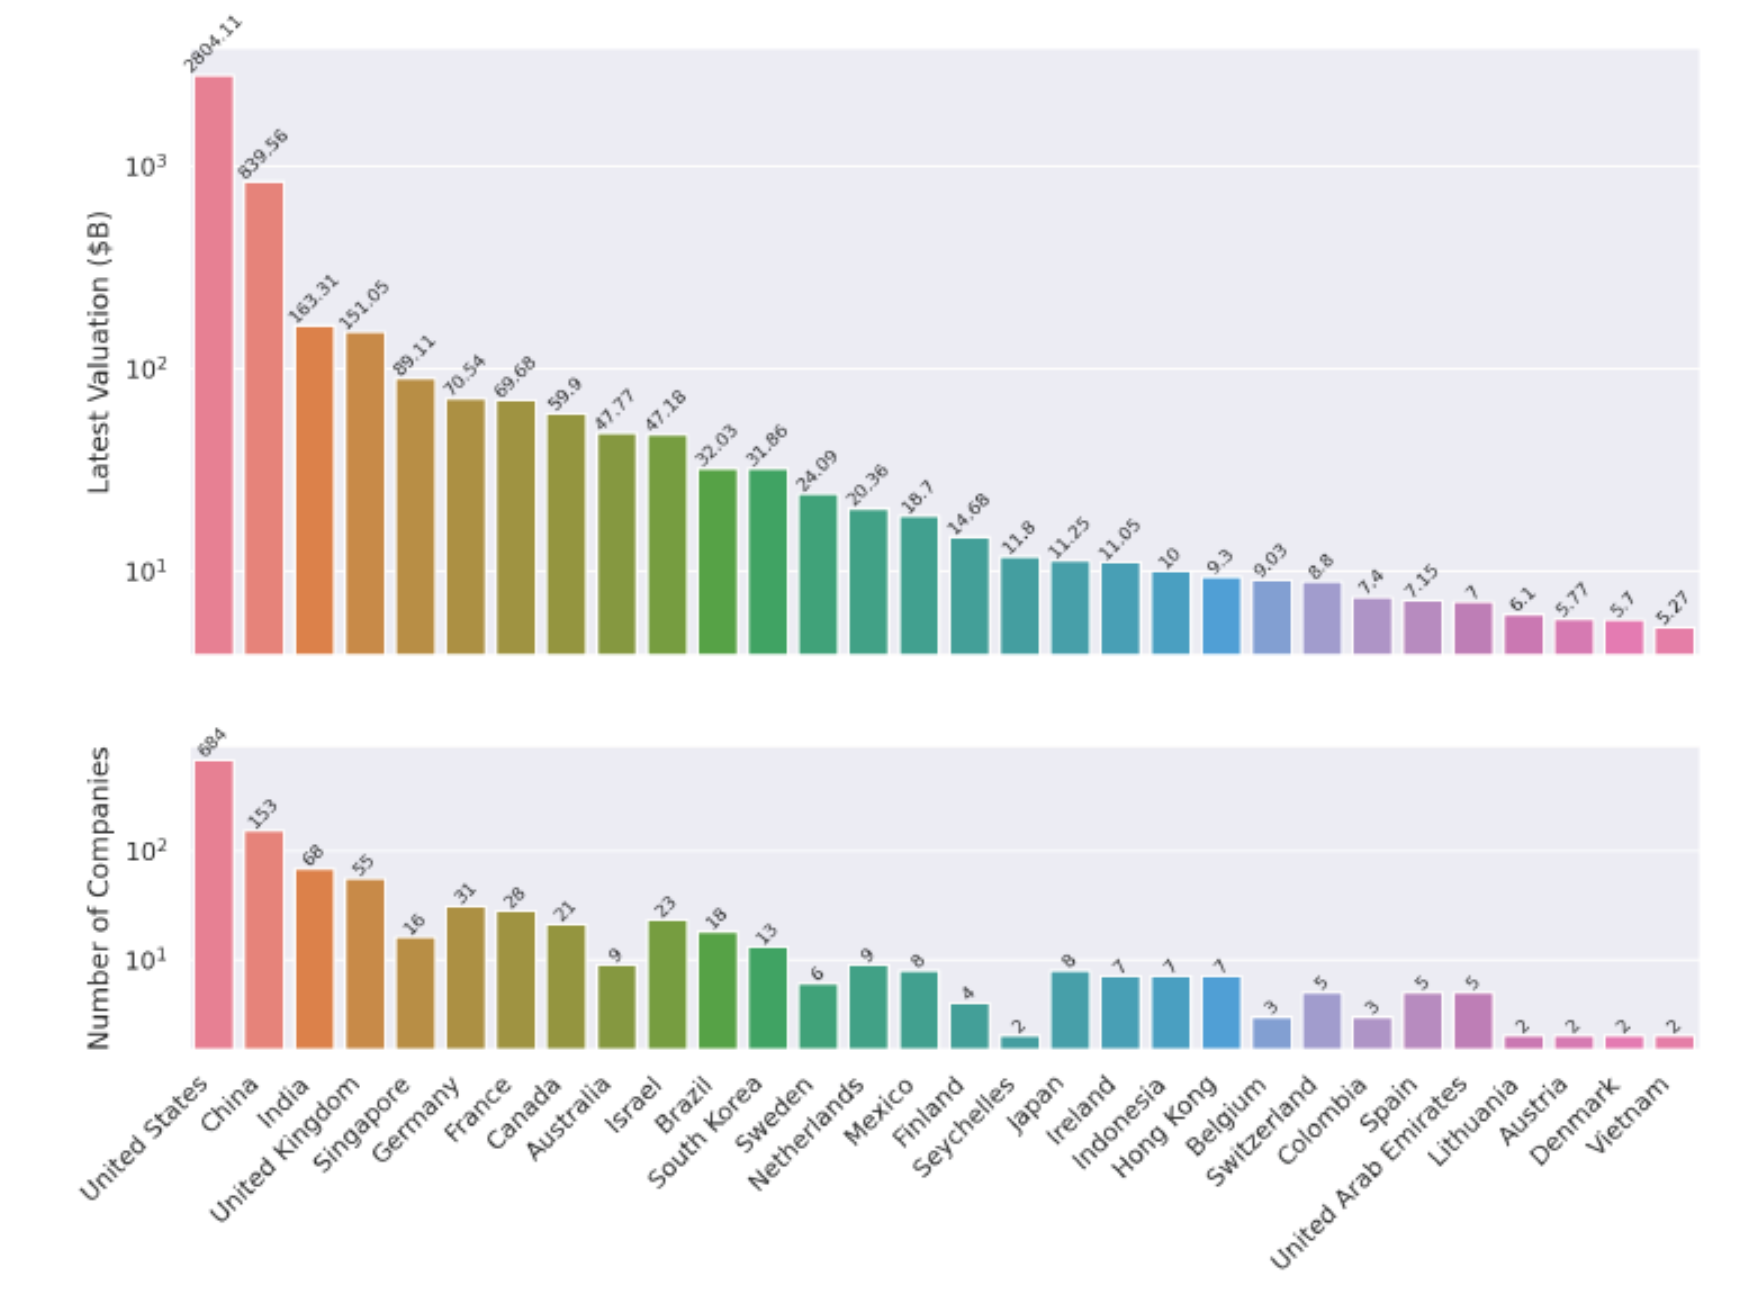 Latest Valuation ($B)
10³
10²
10¹
2804.11
839.56
163.31
151.05
89.11
70.54
69.68
59.9
47.77
47.18
32.03
31.86
24.09
20.36
18.7
14.68
11.8
11.25
11.05
10
9.3
9.03
8.8
7.4
7.15
7
6.1
5.77
5.7
5.27
Number of Companies
10²
10¹
684
153
68
55
16
31
28
21
9
23
18
13
6
9
8
4
2
8
7
7
7
3
5
3
5
5
2
2
2
2
United States
China
India
United Kingdom
Singapore
Germany
France
Canada
Australia
Israel
Brazil
South Korea
Sweden
Netherlands
Mexico
Finland
Seychelles
Japan
Ireland
Indonesia
Hong Kong
Belgium
Switzerland
Colombia
Spain
United Arab Emirates
Lithuania
Austria
Denmark
Vietnam